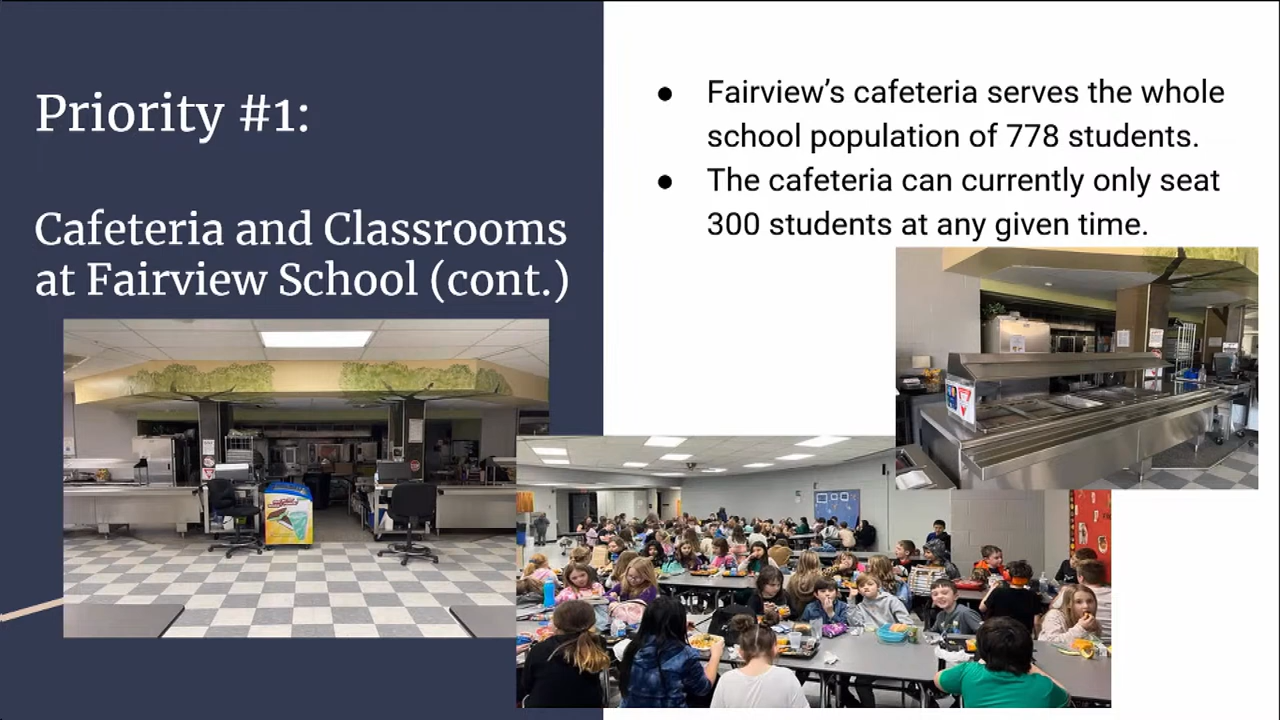 Priority #1:
Cafeteria and Classrooms
at Fairview School (cont.)
● Fairview’s cafeteria serves the whole
school population of 778 students.
● The cafeteria can currently only seat
300 students at any given time.